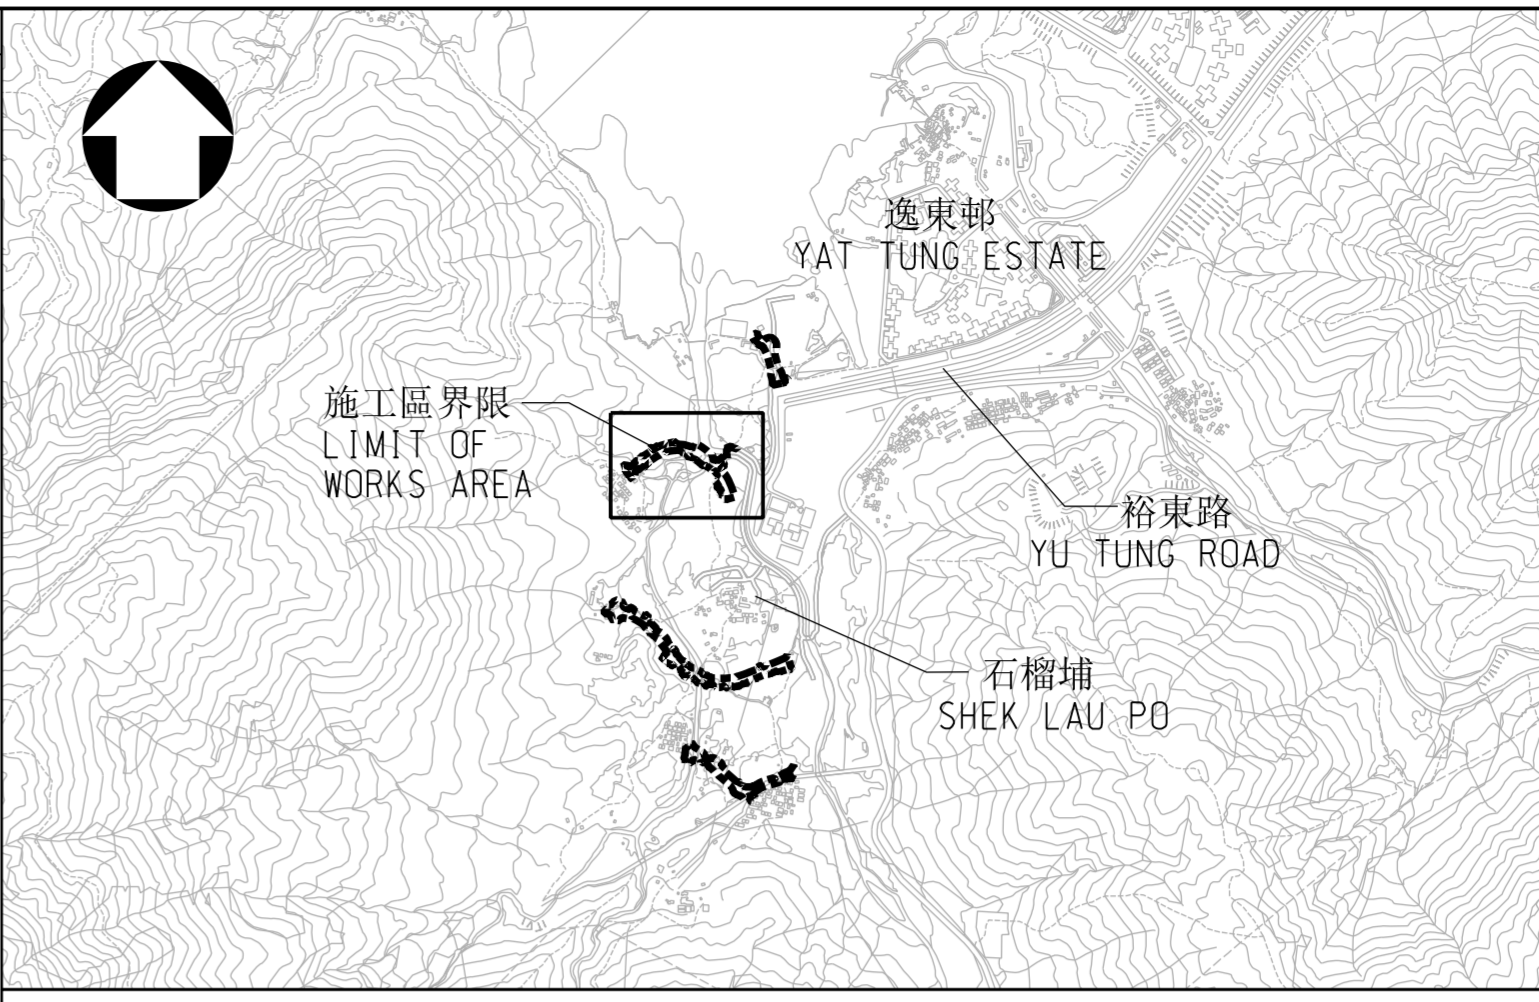 逸東邨
YAT TUNG ESTATE
施工區界限
LIMIT OF
WORKS AREA
裕東路
YU TUNG ROAD
石榴埔
SHEK LAU PO